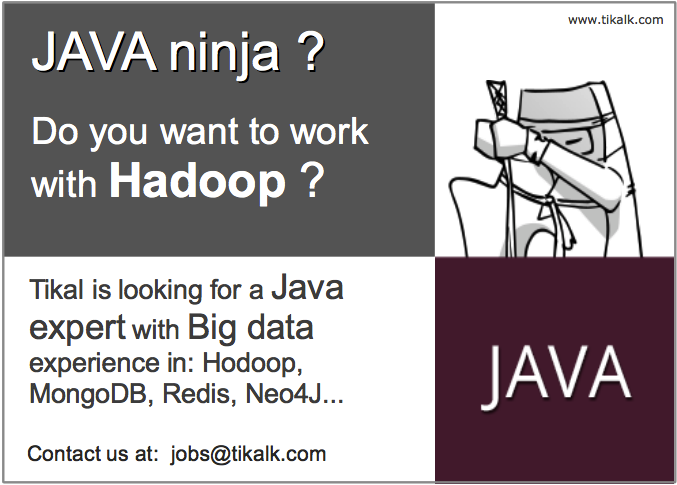 www.tikalk.com
JAVA ninja ?
Do you want to work
with Hadoop ?
Tikal is looking for a Java
expert with Big data
experience in: Hodoop,
MongoDB, Redis, Neo4J...
Contact us at: jobs@tikalk.com
JAVA